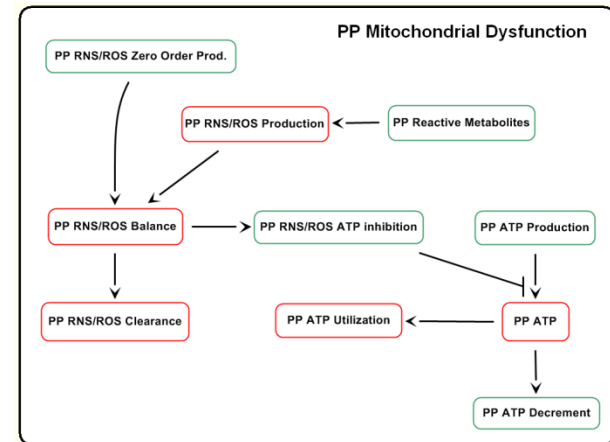 PP Mitochondrial Dysfunction
PP RNS/ROS Zero Order Prod.
PP RNS/ROS Production
PP Reactive Metabolites
PP RNS/ROS Balance
PP RNS/ROS ATP inhibition
PP ATP Production
PP RNS/ROS Clearance
PP ATP Utilization
PP ATP
PP ATP Decrement